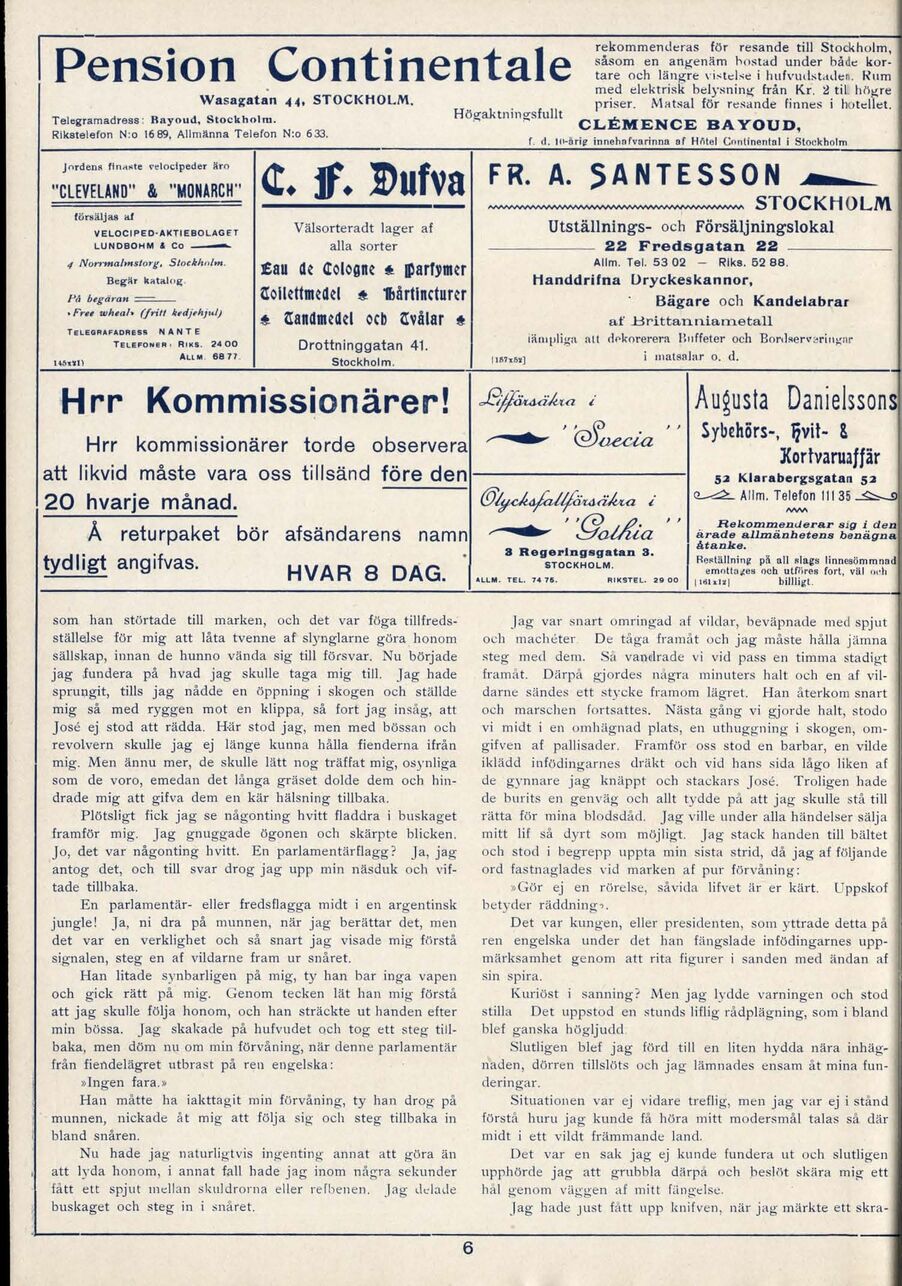 Pension Continentale
Wasagatan 44, STOCKHOLM.
Telegramadress: Bayoud, Stockholm.
Rikstelefon N:o 1689, Allmänna Telefon N:o 633.
Högaktningsfullt
rekommenderas för resande till Stockholm,
såsom en angenäm bostad under både kor-
tare och längre vistelse i hufvudstaden. Rum
med elektrisk belysning från Kr. 2 till högre
priser. Matsal för resande finnes i hotellet.
CLÉMENCE BAYOUD,
f. d. 10-årig innehafvarinna af Hôtel Continental i Stockholm
Jordens finaste velocipeder äro
"CLEVELAND" & "MONARCH"
försäljas af
VELOCIPED-AKTIEBOLAGET
LUNDBOHM & Co
4 Norrmalmstorg, Stockholm.
Begär katalog.
På begäran
»Free wheal» (fritt kedjehjul)
TELEGRAFADRESS NANTE
TELEFONER: RIKS. 2400
ALLM. 6877.
C. F. Dufva
Välsorteradt lager af
alla sorter
Eau de Cologne * Parfymer
Toilettmedel * Hårtincturer
* Tandmedel och Tvålar *
Drottninggatan 41.
Stockholm.
FR. A. SANTESSON
STOCKHOLM
Utställnings- och Försäljningslokal
22 Fredsgatan 22
Allm. Tel. 53 02 — Riks. 52 88.
Handdrifna Dryckeskannor,
Bägare och Kandelabrar
af Brittanniametall
lämpliga att dekorerera Buffeter och Bordserveringar
i matsalar o. d.
[167x52]
Hrr Kommissionärer!
Hrr kommissionärer torde observera
att likvid måste vara oss tillsänd före den
20 hvarje månad.
Å returpaket bör afsändarens namn
tydligt angifvas.
HVAR 8 DAG.
Lifförsäkra i
''Svecia''
Olycksfallförsäkra i
''Gothia''
3 Regeringsgatan 3.
STOCKHOLM.
ALLM. TEL. 74 76. RIKSTEL. 29 00
Augusta Danielssons
Sybehörs-, Hvit- &
Kortvaruaffär
52 Klarabergsgatan 52
Allm. Telefon 111 35
Rekommenderar sig i den
ärade allmänhetens benägna
åtanke.
Beställning på all slags linnesömmnad
emottages och utföres fort, väl och
[161x12] billligt.
som han störtade till marken, och det var föga tillfreds-
ställelse för mig att låta tvenne af slynglarne göra honom
sällskap, innan de hunno vända sig till försvar. Nu började
jag fundera på hvad jag skulle taga mig till. Jag hade
sprungit, tills jag nådde en öppning i skogen och ställde
mig så med ryggen mot en klippa, så fort jag insåg, att
José ej stod att rädda. Här stod jag, men med bössan och
revolvern skulle jag ej länge kunna hålla fienderna ifrån
mig. Men ännu mer, de skulle lätt nog träffat mig, osynliga
som de voro, emedan det långa gräset dolde dem och hin-
drade mig att gifva dem en kär hälsning tillbaka.
Plötsligt fick jag se någonting hvitt fladdra i buskaget
framför mig. Jag gnuggade ögonen och skärpte blicken.
Jo, det var någonting hvitt. En parlamentärflagg? Ja, jag
antog det, och till svar drog jag upp min näsduk och vif-
tade tillbaka.
En parlamentär- eller fredsflagga midt i en argentinsk
jungle! Ja, ni dra på munnen, när jag berättar det, men
det var en verklighet och så snart jag visade mig förstå
signalen, steg en af vildarne fram ur snåret.
Han litade synbarligen på mig, ty han bar inga vapen
och gick rätt på mig. Genom tecken lät han mig förstå
att jag skulle följa honom, och han sträckte ut handen efter
min bössa. Jag skakade på hufvudet och tog ett steg till-
baka, men döm nu om min förvåning, när denne parlamentär
från fiendelägret utbrast på ren engelska:
»Ingen fara.»
Han måtte ha iakttagit min förvåning, ty han drog på
munnen, nickade åt mig att följa sig och steg tillbaka in
bland snåren.
Nu hade jag naturligtvis ingenting annat att göra än
att lyda honom, i annat fall hade jag inom några sekunder
fått ett spjut mellan skuldrorna eller refbenen. Jag delade
buskaget och steg in i snåret.
Jag var snart omringad af vildar, beväpnade med spjut
och machéter. De tåga framåt och jag måste hålla jämna
steg med dem. Så vandrade vi vid pass en timma stadigt
framåt. Därpå gjordes några minuters halt och en af vil-
darne sändes ett stycke framom lägret. Han återkom snart
och marschen fortsattes. Nästa gång vi gjorde halt, stodo
vi midt i en omhägnad plats, en uthuggning i skogen, om-
gifven af pallisader. Framför oss stod en barbar, en vilde
iklädd infödingarnes dräkt och vid hans sida lågo liken af
de gynnare jag knäppt och stackars José. Troligen hade
de burits en genväg och allt tydde på att jag skulle stå till
rätta för mina blodsdåd. Jag ville under alla händelser sälja
mitt lif så dyrt som möjligt. Jag stack handen till bältet
och stod i begrepp uppta min sista strid, då jag af följande
ord fastnaglades vid marken af pur förvåning:
»Gör ej en rörelse, såvida lifvet är er kärt. Uppskof
betyder räddning».
Det var kungen, eller presidenten, som yttrade detta på
ren engelska under det han fängslade infödingarnes upp-
märksamhet genom att rita figurer i sanden med ändan af
sin spira.
Kuriöst i sanning? Men jag lydde varningen och stod
stilla Det uppstod en stunds liflig rådplägning, som i bland
blef ganska högljudd.
Slutligen blef jag förd till en liten hydda nära inhäg-
naden, dörren tillslöts och jag lämnades ensam åt mina fun-
deringar.
Situationen var ej vidare treflig, men jag var ej i stånd
förstå huru jag kunde få höra mitt modersmål talas så där
midt i ett vildt främmande land.
Det var en sak jag ej kunde fundera ut och slutligen
upphörde jag att grubbla därpå och beslöt skära mig ett
hål genom väggen af mitt fängelse.
Jag hade just fått upp knifven, när jag märkte ett skra-
6